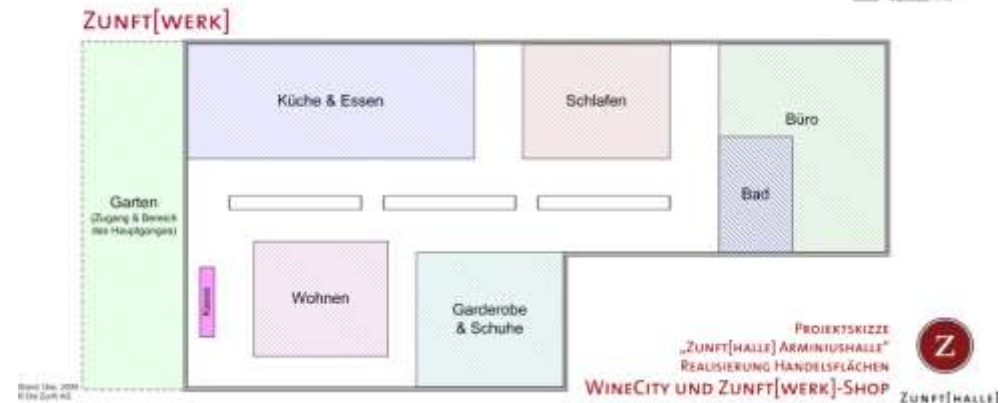 ZUNFT[WERK]
Küche & Essen
Schlafen
Büro
Bad
Garten
(Zugang & Bereich
des Hauptganges)
Wohnen
Garderobe
& Schuhe
PROJEKTSKIZZE
„ZUNFT[HALLE] ARMINIUSHALLE“
REALISIERUNG HANDELSFLÄCHEN
WINECITY UND ZUNFT[WERK]-SHOP
Z
ZUNFT[HALLE]